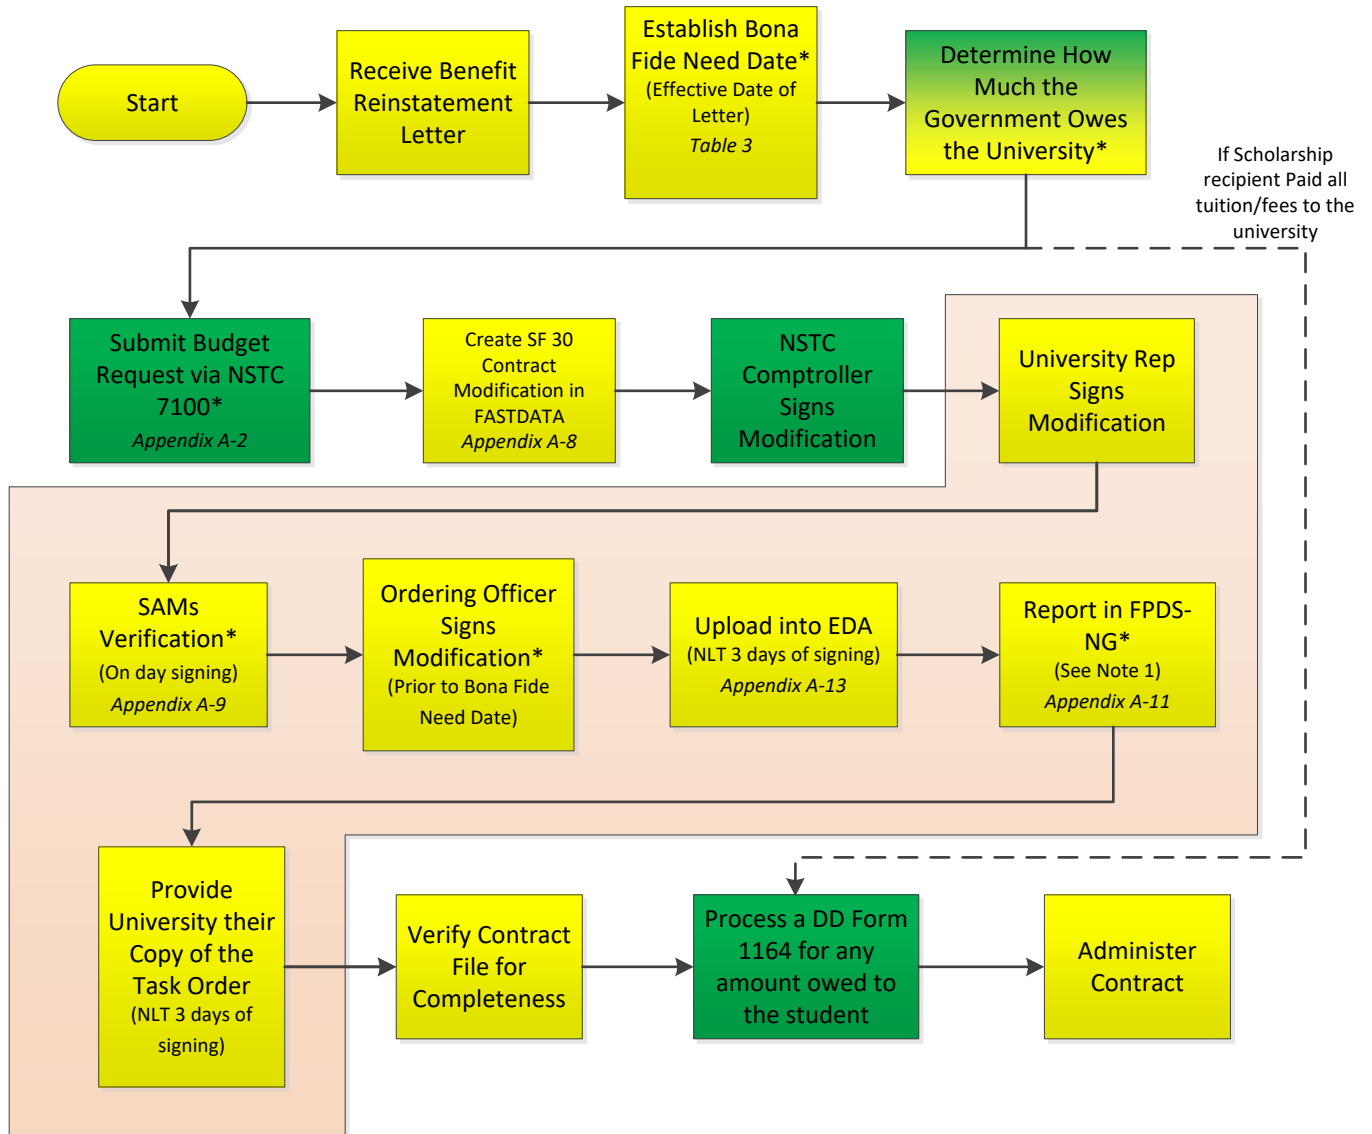 Start
Receive Benefit
Reinstatement
Letter
Establish Bona
Fide Need Date*
(Effective Date of
Letter)
Table 3
Determine How
Much the
Government Owes
the University*
If Scholarship
recipient Paid all
tuition/fees to the
university
Submit Budget
Request via NSTC
7100*
Appendix A-2
Create SF 30
Contract
Modification in
FASTDATA
Appendix A-8
NSTC
Comptroller
Signs
Modification
University Rep
Signs
Modification
SAMs
Verification*
(On day signing)
Appendix A-9
Ordering Officer
Signs
Modification*
(Prior to Bona Fide
Need Date)
Upload into EDA
(NLT 3 days of signing)
Appendix A-13
Report in FPDS-
NG*
(See Note 1)
Appendix A-11
Provide
University their
Copy of the
Task Order
(NLT 3 days of
signing)
Verify Contract
File for
Completeness
Process a DD Form
1164 for any
amount owed to
the student
Administer
Contract